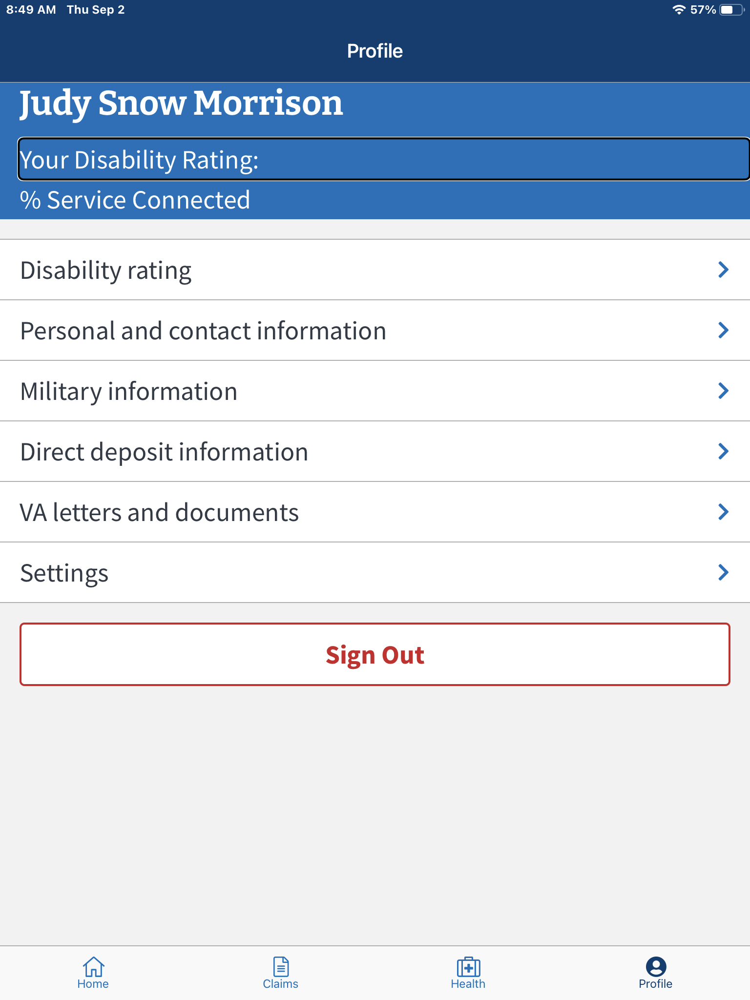 8:49 AM Thu Sep 2 57%
Profile
Judy Snow Morrison
Your Disability Rating:
% Service Connected
Disability rating
Personal and contact information
Military information
Direct deposit information
VA letters and documents
Settings
Sign Out
Home Claims Health Profile